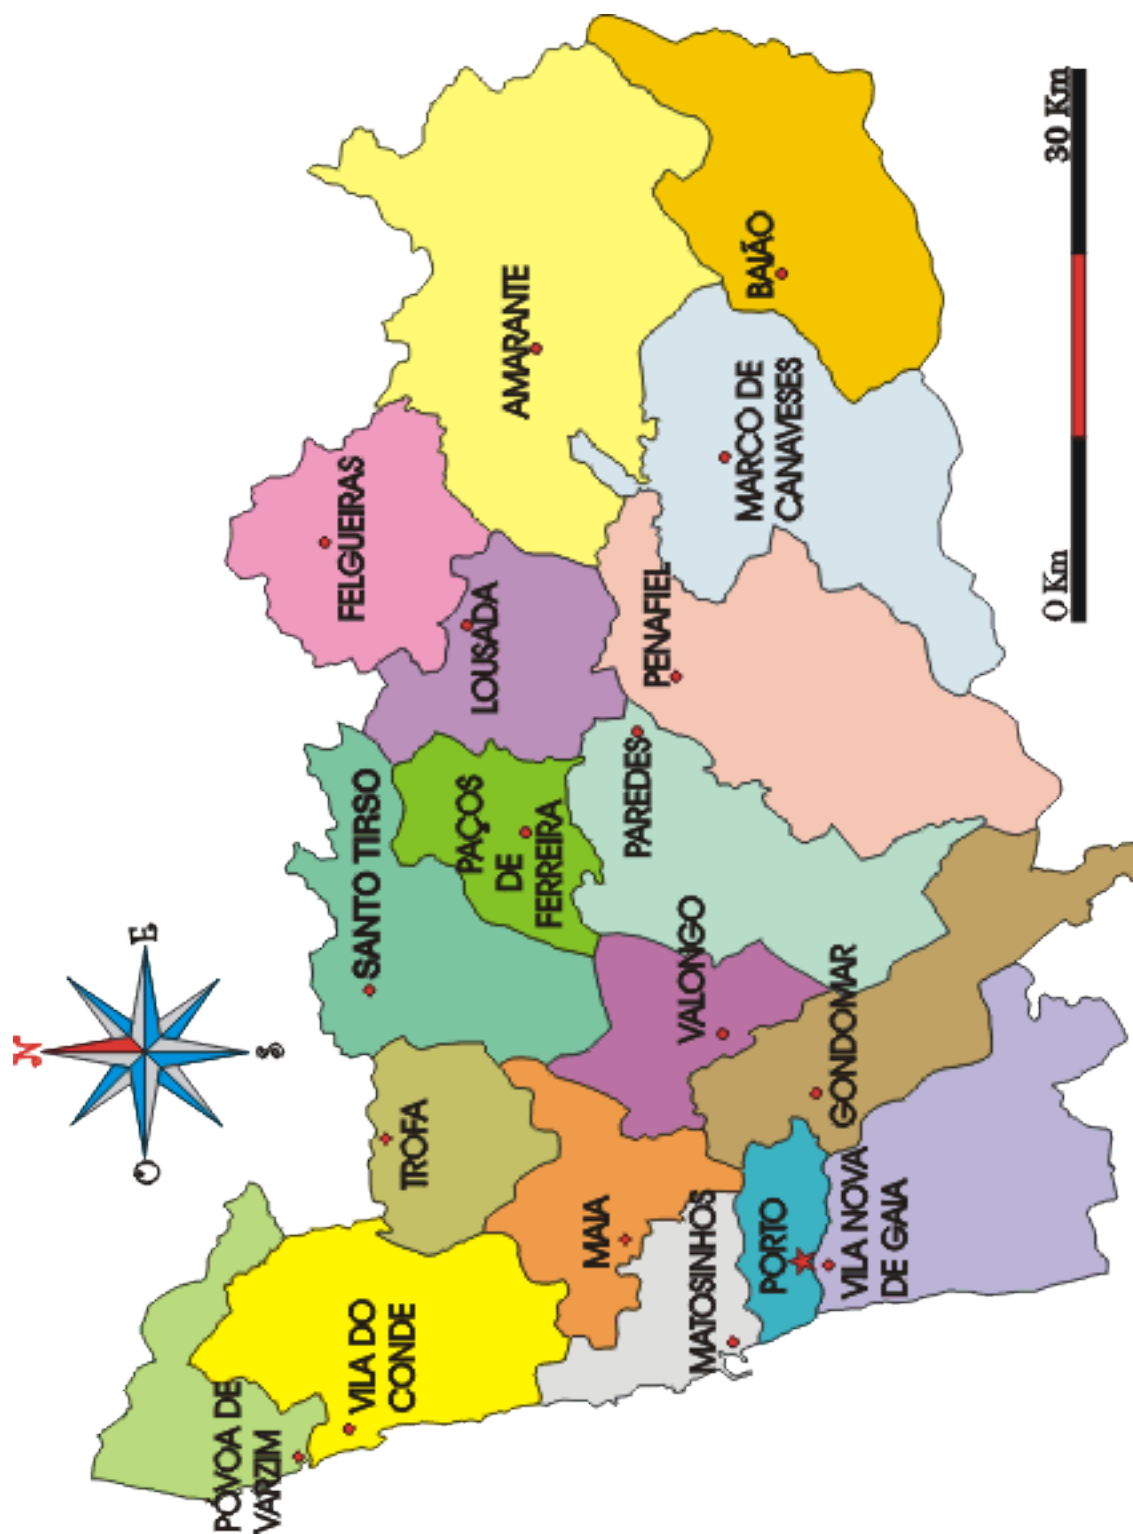 N
O
E
S
PÓVOA DE
VARZIM
VILA DO
CONDE
TROFA
SANTO TIRSO
FELGUEIRAS
LOUSADA
PAÇOS
DE
FERREIRA
AMARANTE
MAIA
MATOSINHOS
VALONGO
PAREDES
PENAFIEL
MARCO DE
CANAVESES
BAIÃO
PORTO
GONDOMAR
VILA NOVA
DE GAIA
0 Km
30 Km